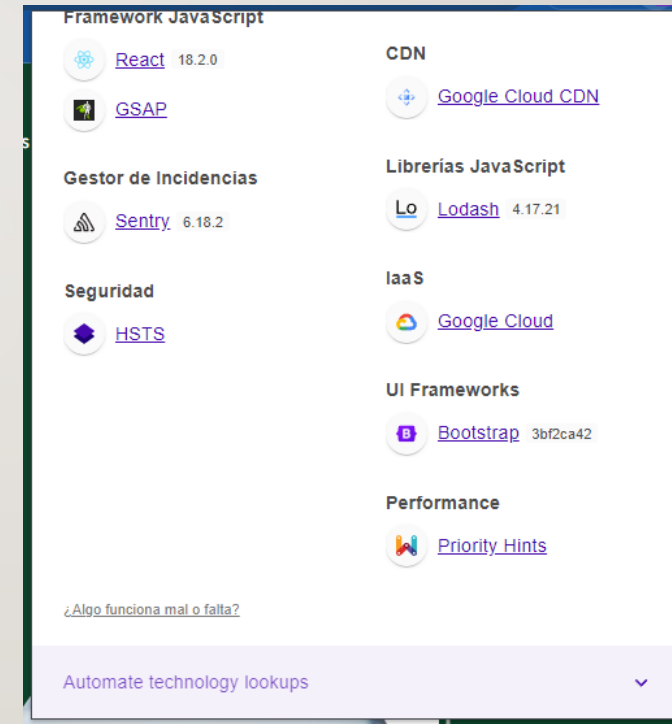 Framework JavaScript
React 18.2.0
GSAP
Gestor de Incidencias
Sentry 6.18.2
Seguridad
HSTS
CDN
Google Cloud CDN
Librerías JavaScript
Lo
Lodash 4.17.21
IaaS
Google Cloud
UI Frameworks
B
Bootstrap 3bf2ca42
Performance
Priority Hints
¿Algo funciona mal o falta?
Automate technology lookups
s